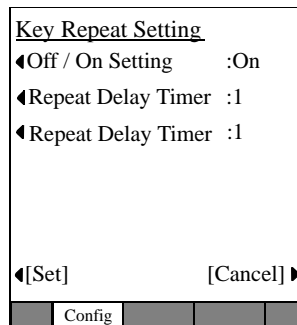 Key Repeat Setting
Off / On Setting :On
Repeat Delay Timer :1
Repeat Delay Timer :1
[Set] [Cancel]
Config